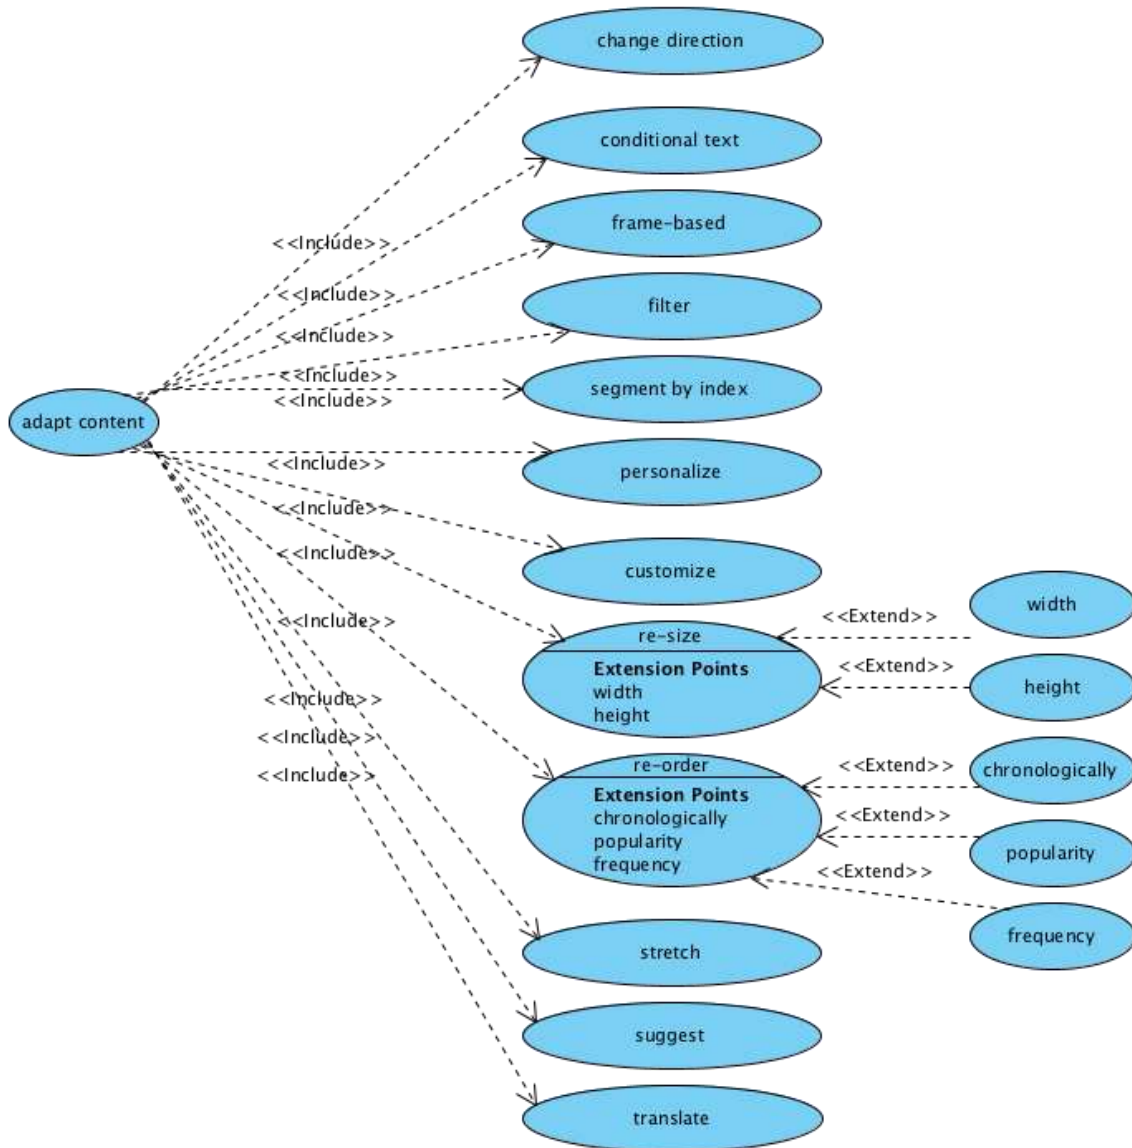 change direction
conditional text
<<Include>>
frame-based
<<Include>>
filter
<<Include>>
<<Include>>
segment by index
<<Include>>
adapt content
<<Include>>
personalize
<<Include>>
<<Include>>
customize
<<Include>>
re-size
<<Extend>>
width
Extension Points
<<Extend>>
width
height
height
<<Include>>
<<Include>>
<<Include>>
re-order
<<Extend>>
chronologically
Extension Points
chronologically
<<Extend>>
popularity
popularity
frequency
<<Extend>>
frequency
stretch
suggest
translate